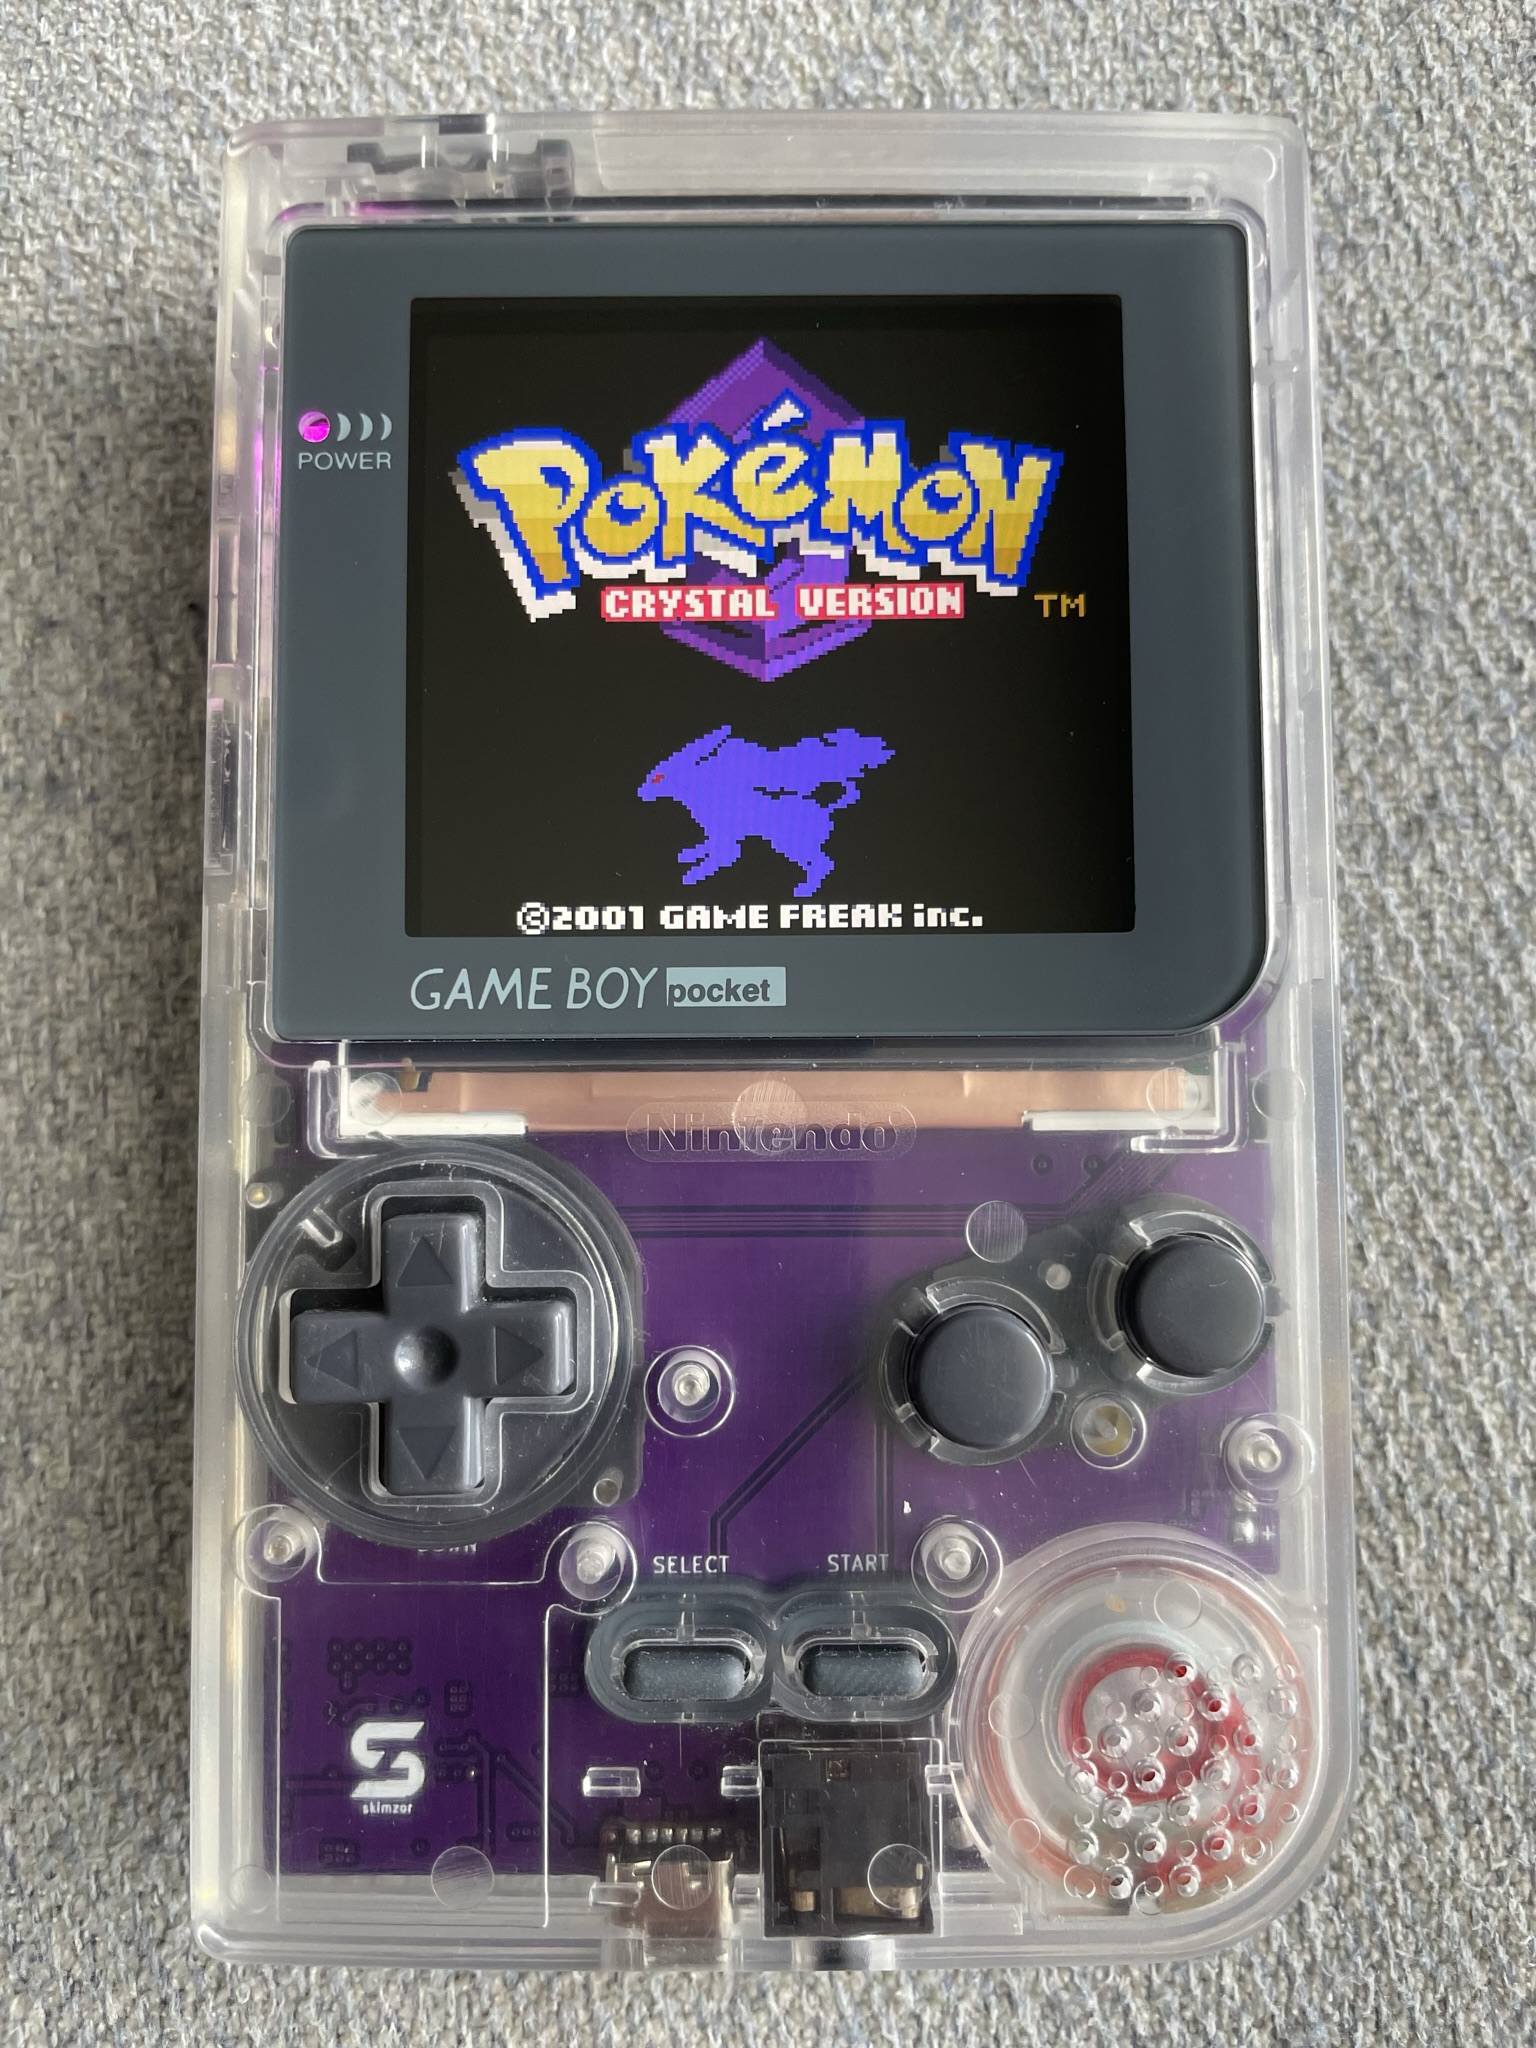 POKéMON
CRYSTAL VERSION TM
POWER
©2001 GAME FREAK inc.
GAME BOY pocket
Nintendo®
SELECT START
S
skimzor
+